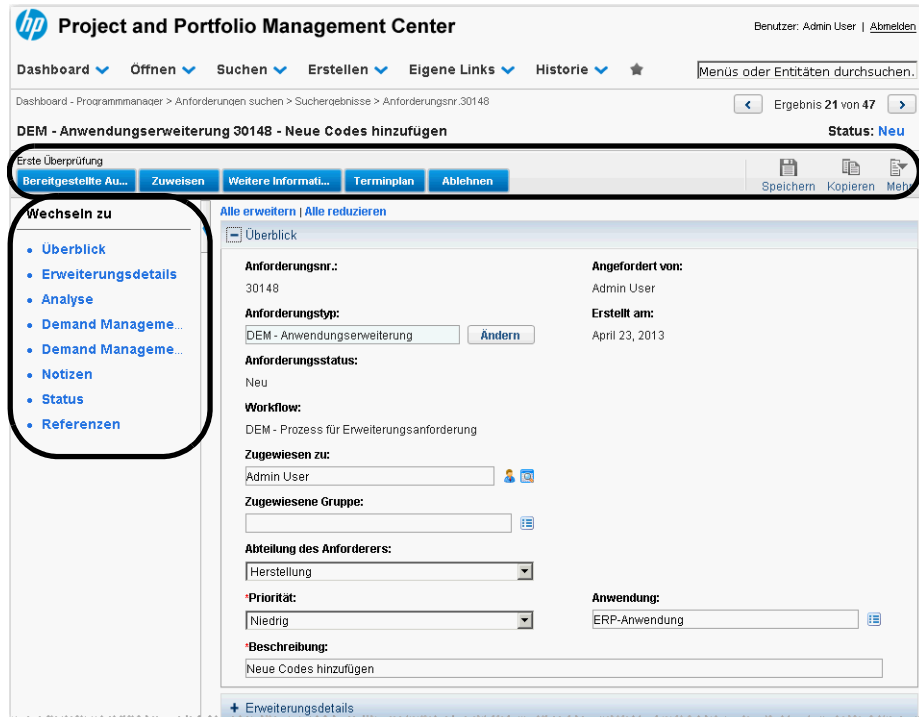 hp Project and Portfolio Management Center
Benutzer: Admin User | Abmelden
Dashboard Öffnen Suchen Erstellen Eigene Links Historie
Menüs oder Entitäten durchsuchen.
Dashboard - Programmmanager > Anforderungen suchen > Suchergebnisse > Anforderungsnr.30148
Ergebnis 21 von 47
DEM - Anwendungserweiterung 30148 - Neue Codes hinzufügen
Status: Neu
Erste Überprüfung
Bereitgestellte Au... Zuweisen Weitere Informati... Terminplan Ablehnen
Speichern Kopieren Mehr
Wechseln zu
• Überblick
• Erweiterungsdetails
• Analyse
• Demand Manageme...
• Demand Manageme...
• Notizen
• Status
• Referenzen
Alle erweitern | Alle reduzieren
Überblick
Anforderungsnr.:
30148
Angefordert von:
Admin User
Anforderungstyp:
DEM - Anwendungserweiterung
Ändern
Erstellt am:
April 23, 2013
Anforderungsstatus:
Neu
Workflow:
DEM - Prozess für Erweiterungsanforderung
Zugewiesen zu:
Admin User
Zugewiesene Gruppe:
Abteilung des Anforderers:
Herstellung
*Priorität:
Niedrig
Anwendung:
ERP-Anwendung
*Beschreibung:
Neue Codes hinzufügen
+ Erweiterungsdetails